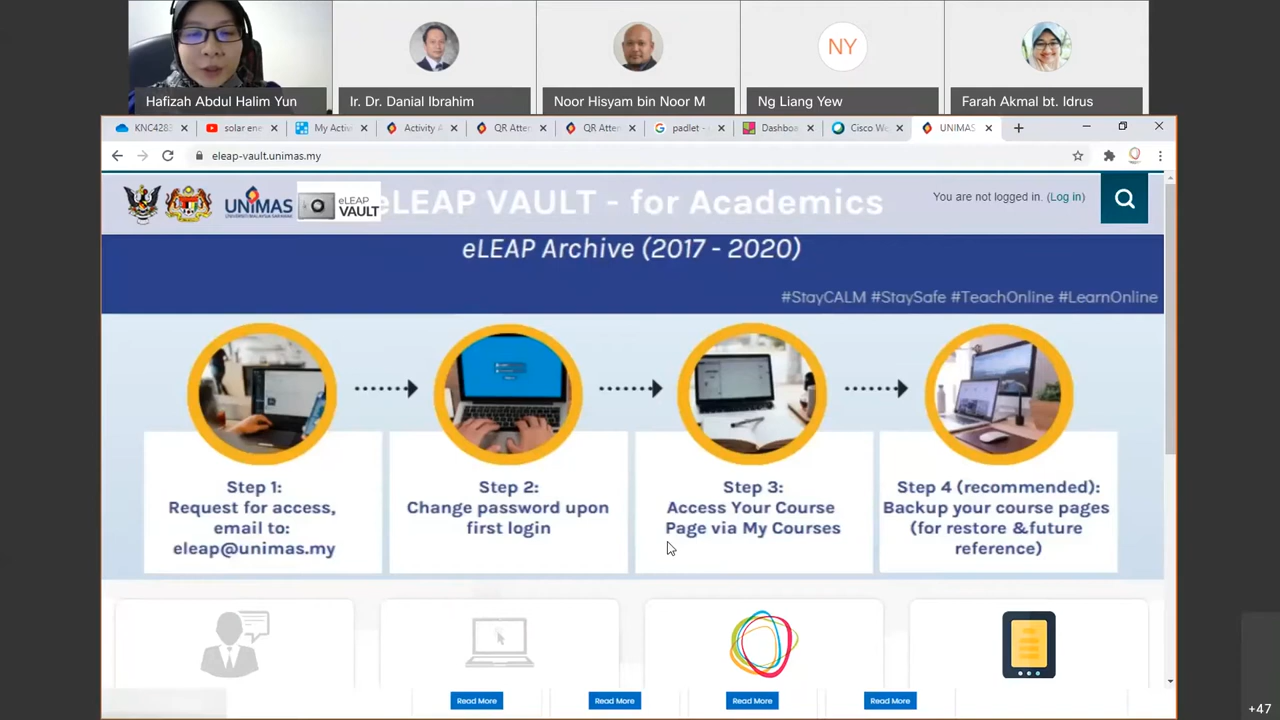 Hafizah Abdul Halim Yun
Ir. Dr. Danial Ibrahim
Noor Hisyam bin Noor M
NY
Ng Liang Yew
Farah Akmal bt. Idrus
KNC4283
solar ene
My Activ
Activity A
QR Atten
QR Atten
padlet -
Dashboa
Cisco We
UNIMAS
eleap-vault.unimas.my
UNIMAS
UNIVERSITI MALAYSIA SARAWAK
eLEAP
VAULT
eLEAP VAULT - for Academics
You are not logged in. (Log in)
eLEAP Archive (2017 - 2020)
#StayCALM #StaySafe #TeachOnline #LearnOnline
Step 1:
Request for access,
email to:
eleap@unimas.my
Step 2:
Change password upon
first login
Step 3:
Access Your Course
Page via My Courses
Step 4 (recommended):
Backup your course pages
(for restore &future
reference)
Read More
Read More
Read More
Read More
+47